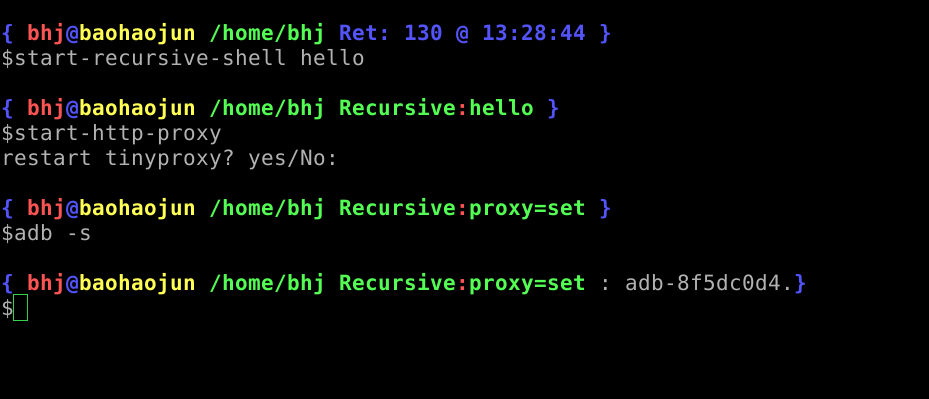 { bhj@baohaojun /home/bhj Ret: 130 @ 13:28:44 }
$start-recursive-shell hello
{ bhj@baohaojun /home/bhj Recursive:hello }
$start-http-proxy
restart tinyproxy? yes/No:
{ bhj@baohaojun /home/bhj Recursive:proxy=set }
$adb -s
{ bhj@baohaojun /home/bhj Recursive:proxy=set : adb-8f5dc0d4.}
$